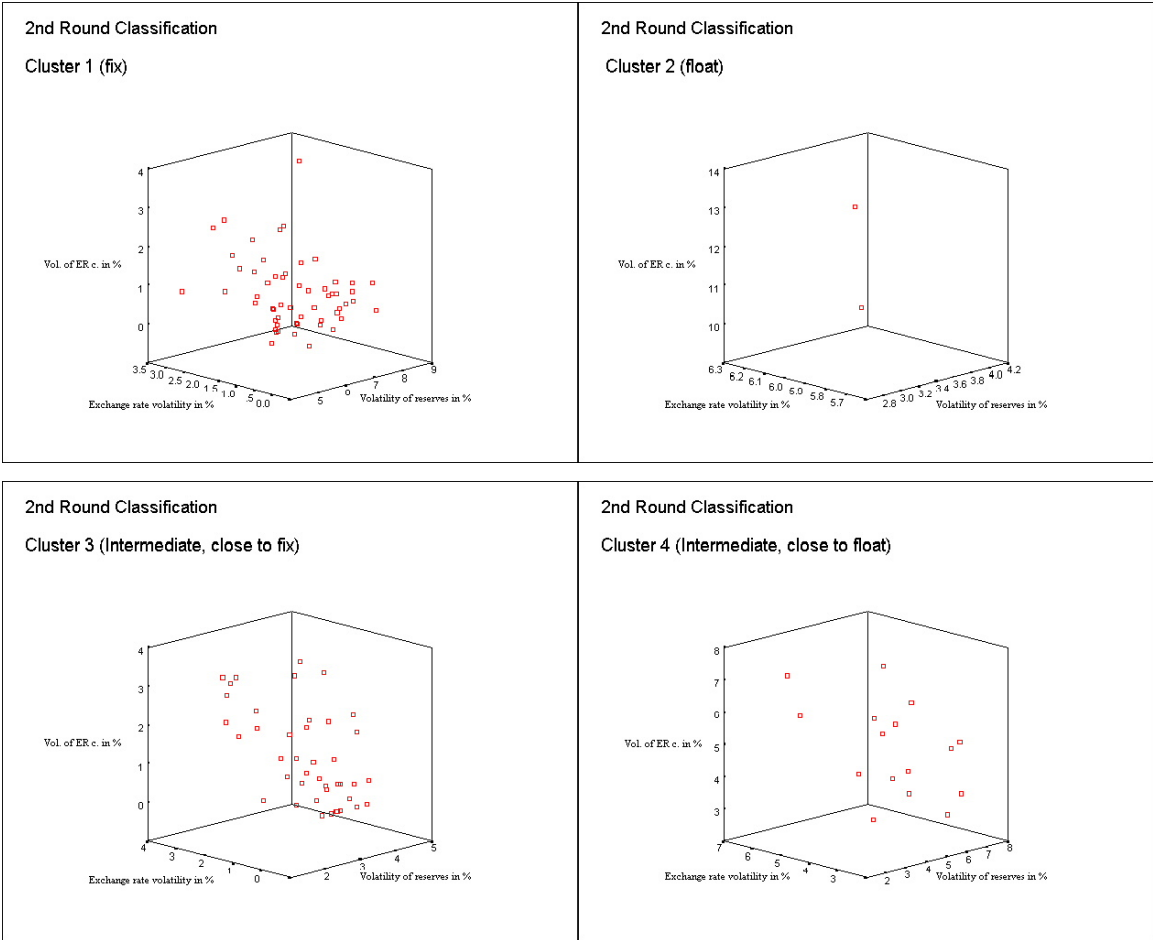 2nd Round Classification
Cluster 1 (fix)
4
3
2
1
0
Vol. of ER c. in %
3.5 3.0 2.5 2.0 1.5 1.0 .5 0.0
Exchange rate volatility in %
5 6 7 8 9
Volatility of reserves in %
2nd Round Classification
Cluster 2 (float)
14
13
12
11
10
Vol. of ER c. in %
6.3 6.2 6.1 6.0 5.8 5.7
Exchange rate volatility in %
2.8 3.0 3.2 3.4 3.6 3.8 4.0 4.2
Volatility of reserves in %
2nd Round Classification
Cluster 3 (Intermediate, close to fix)
4
3
2
1
0
Vol. of ER c. in %
4 3 2 1 0
Exchange rate volatility in %
2 3 4 5
Volatility of reserves in %
2nd Round Classification
Cluster 4 (Intermediate, close to float)
8
7
6
5
4
3
Vol. of ER c. in %
7 6 5 4 3
Exchange rate volatility in %
2 3 4 5 6 7 8
Volatility of reserves in %